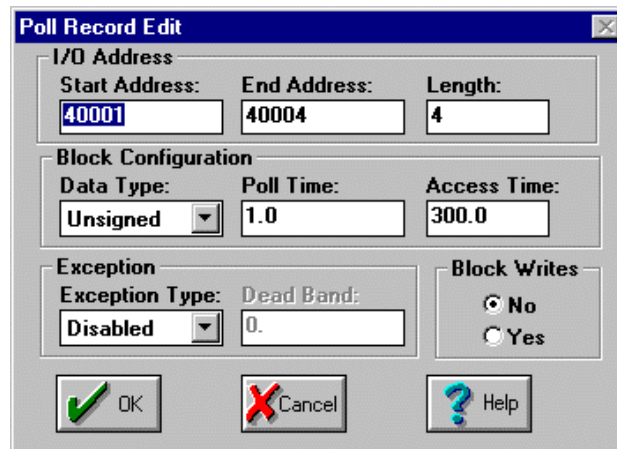 Poll Record Edit
I/O Address
Start Address: End Address: Length:
40001 40004 4
Block Configuration
Data Type: Poll Time: Access Time:
Unsigned 1.0 300.0
Exception Block Writes
Exception Type: Dead Band: No
Disabled 0. Yes
OK Cancel Help